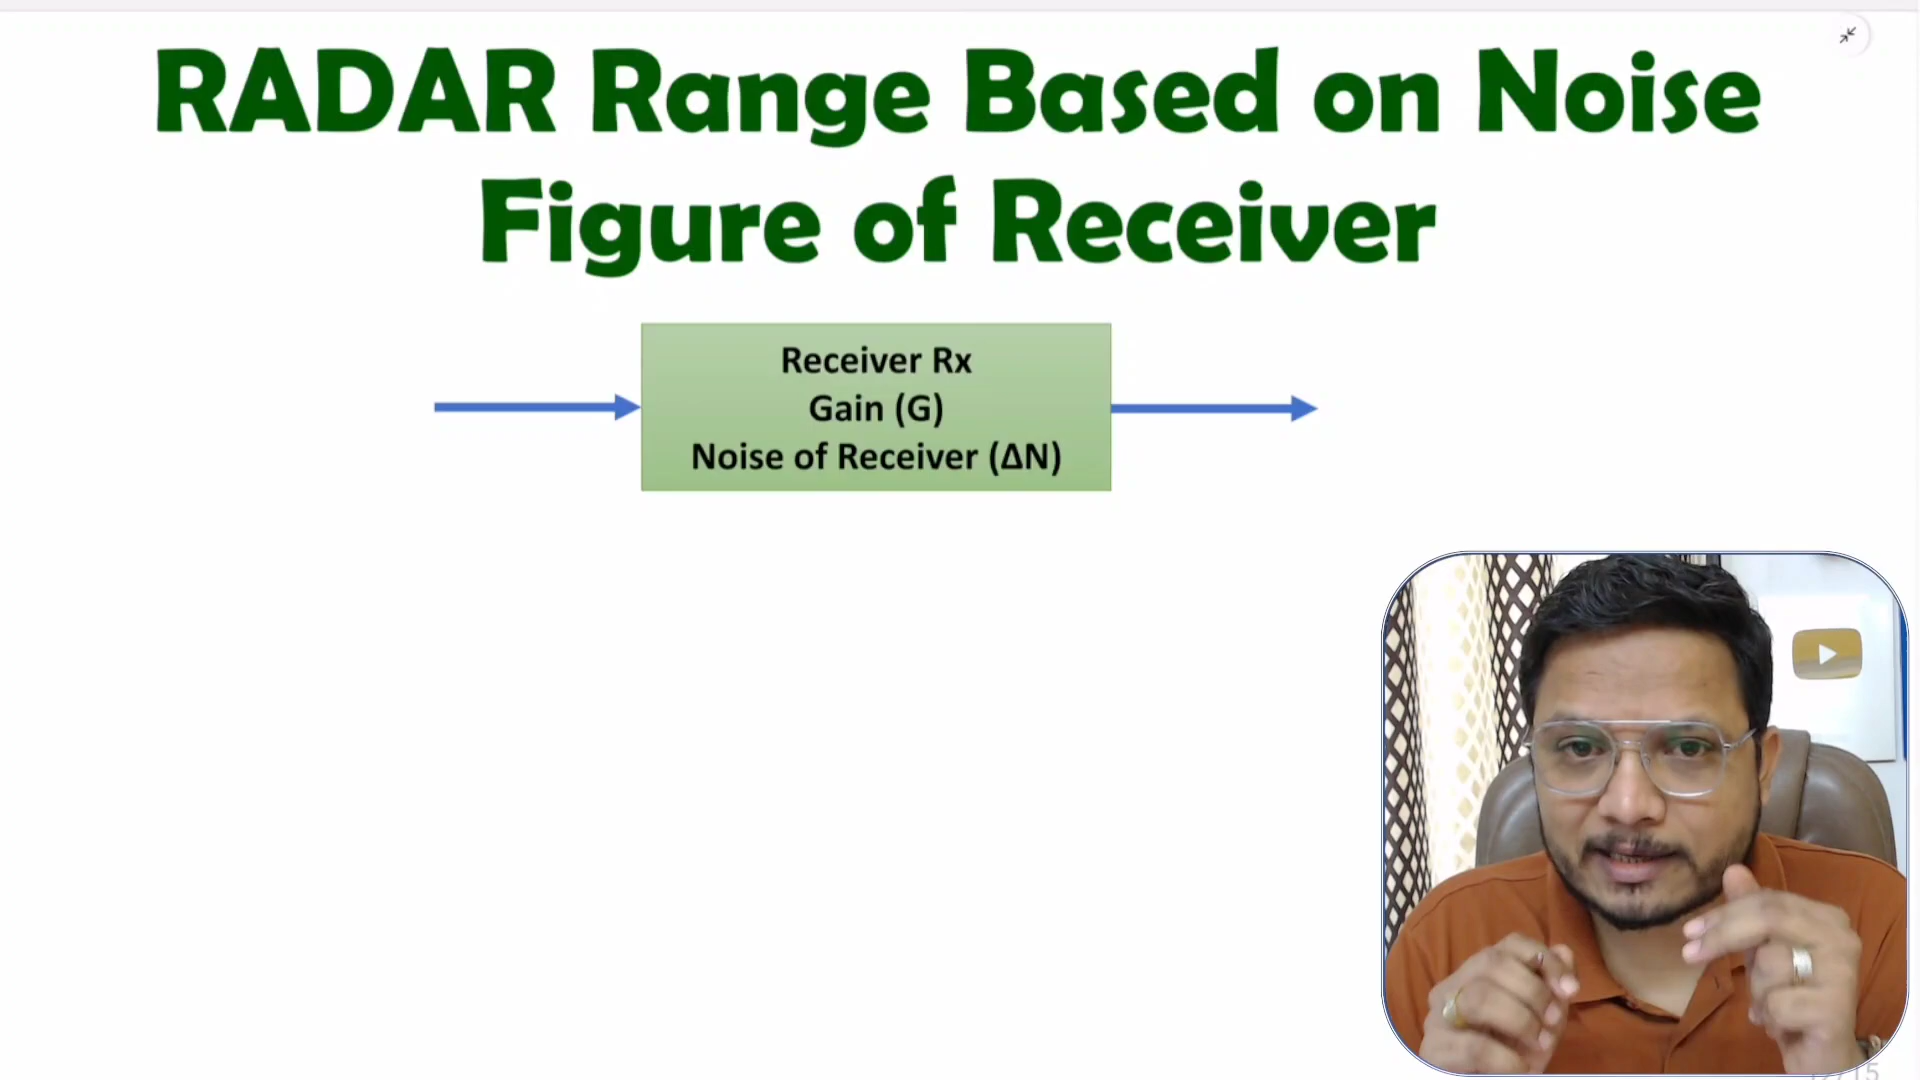 RADAR Range Based on Noise
Figure of Receiver
Receiver Rx
Gain (G)
Noise of Receiver (ΔN)